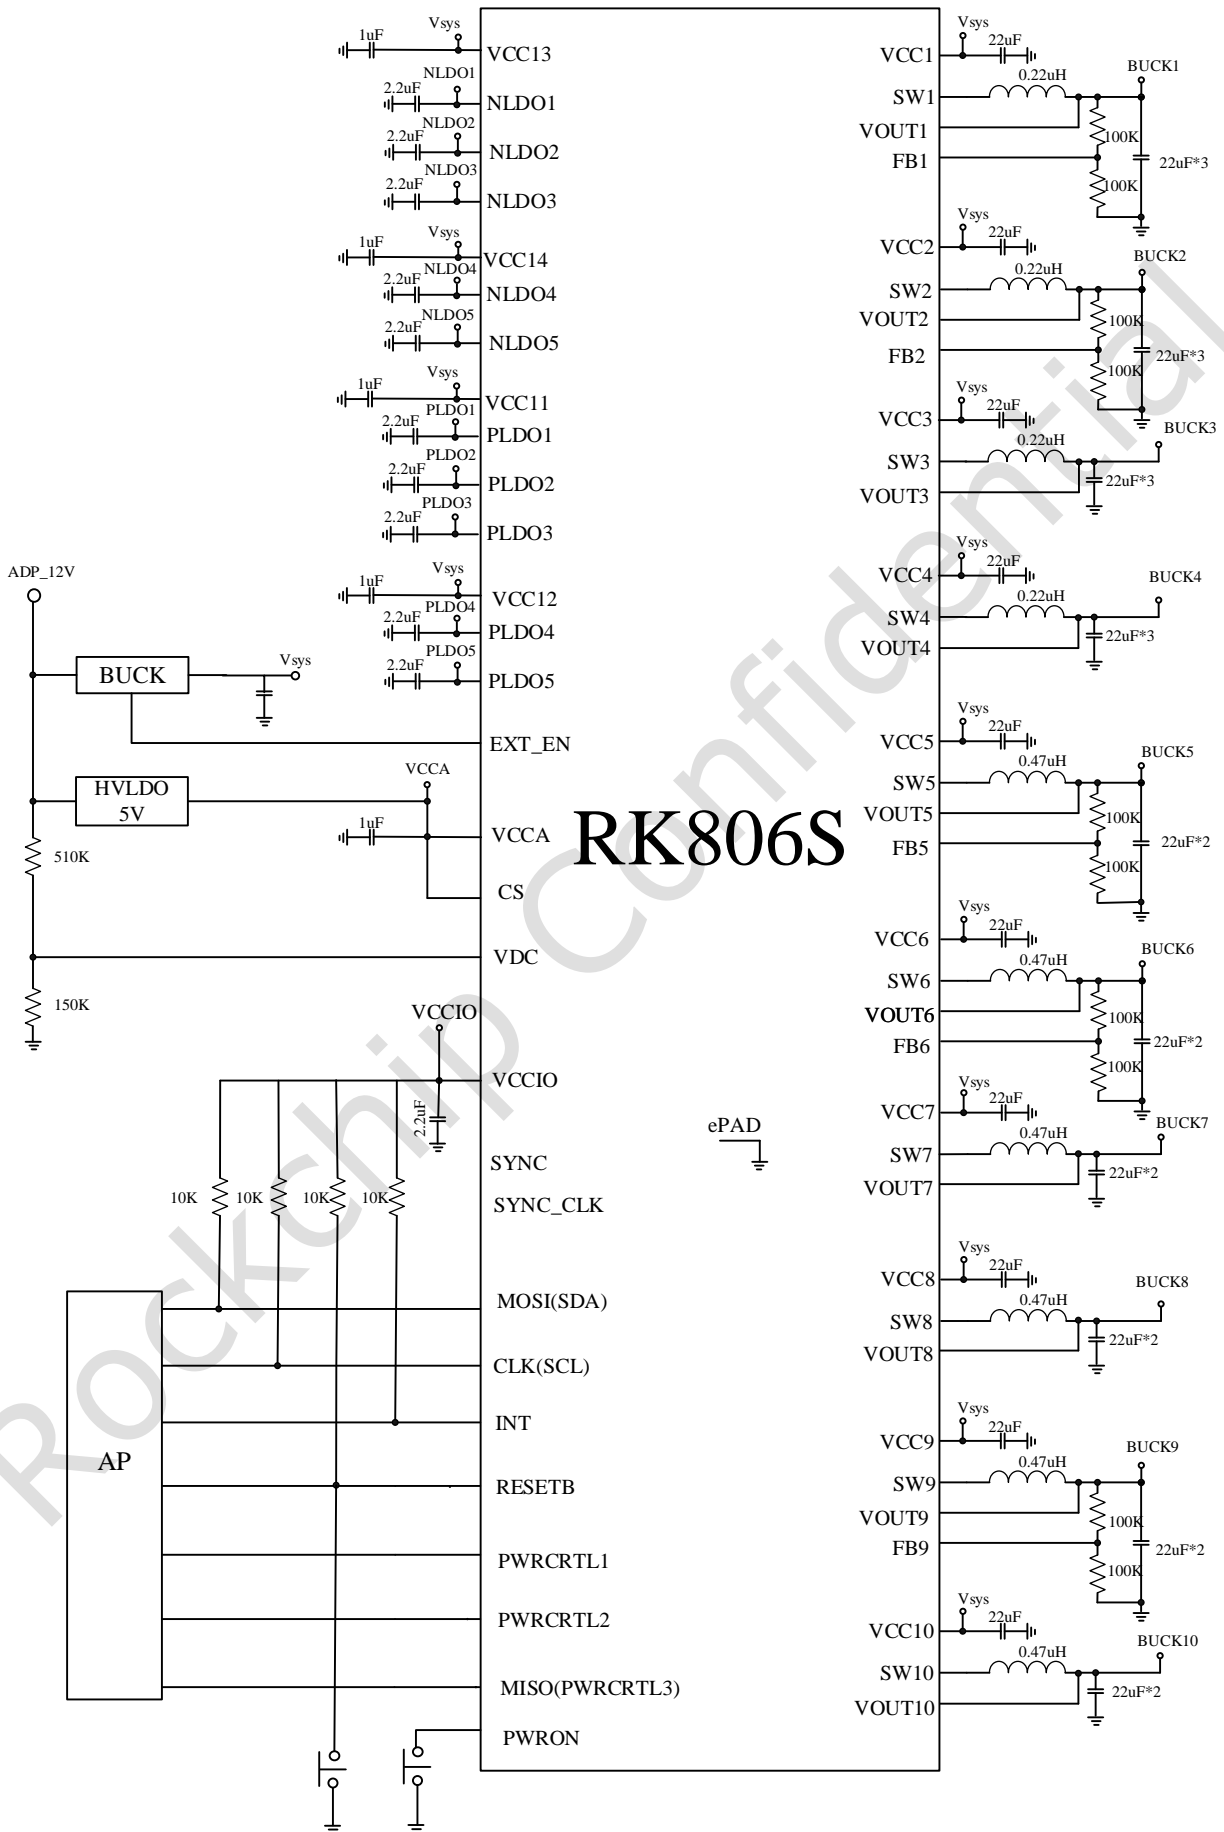 Vsys
1uF
VCC13
NLDO1
2.2uF
NLDO1
NLDO2
2.2uF
NLDO2
NLDO3
2.2uF
NLDO3
Vsys
1uF
VCC14
NLDO4
2.2uF
NLDO4
NLDO5
2.2uF
NLDO5
Vsys
1uF
VCC11
PLDO1
2.2uF
PLDO1
PLDO2
2.2uF
PLDO2
PLDO3
2.2uF
PLDO3
Vsys
1uF
VCC12
PLDO4
2.2uF
PLDO4
PLDO5
2.2uF
PLDO5
ADP_12V
BUCK
Vsys
EXT_EN
HVLDO
5V
VCCA
1uF
VCCA
510K
CS
VDC
150K
VCCIO
VCCIO
2.2uF
SYNC
SYNC_CLK
10K
10K
10K
10K
AP
MOSI(SDA)
CLK(SCL)
INT
RESETB
PWRCRTL1
PWRCRTL2
MISO(PWRCRTL3)
PWRON
RK806S
ePAD
Vsys
VCC1
22uF
0.22uH
BUCK1
SW1
VOUT1
100K
FB1
22uF*3
100K
Vsys
VCC2
22uF
0.22uH
BUCK2
SW2
VOUT2
100K
FB2
22uF*3
100K
Vsys
VCC3
22uF
0.22uH
BUCK3
SW3
VOUT3
22uF*3
Vsys
VCC4
22uF
0.22uH
BUCK4
SW4
VOUT4
22uF*3
Vsys
VCC5
22uF
0.47uH
BUCK5
SW5
VOUT5
100K
FB5
22uF*2
100K
Vsys
VCC6
22uF
0.47uH
BUCK6
SW6
VOUT6
100K
FB6
22uF*2
100K
Vsys
VCC7
22uF
0.47uH
BUCK7
SW7
VOUT7
22uF*2
Vsys
VCC8
22uF
0.47uH
BUCK8
SW8
VOUT8
22uF*2
Vsys
VCC9
22uF
0.47uH
BUCK9
SW9
VOUT9
100K
FB9
22uF*2
100K
Vsys
VCC10
22uF
0.47uH
BUCK10
SW10
VOUT10
22uF*2
Rockchip Confidential